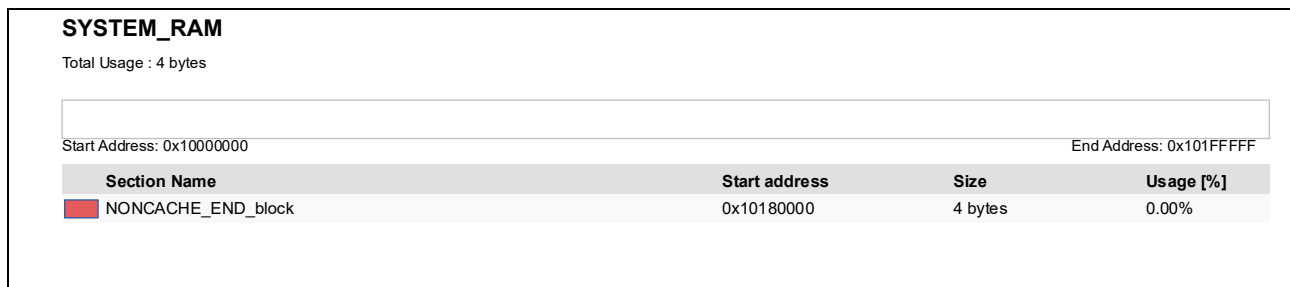 SYSTEM_RAM
Total Usage : 4 bytes
Start Address: 0x10000000 End Address: 0x101FFFFF
Section Name Start address Size Usage [%]
NONCACHE_END_block 0x10180000 4 bytes 0.00%